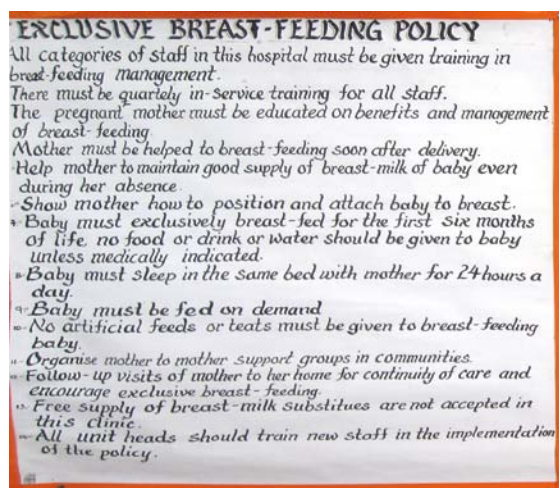 EXCLUSIVE BREAST-FEEDING POLICY
All categories of staff in this hospital must be given training in
breast-feeding management.
There must be quartely in-service training for all staff.
The pregnant mother must be educated on benefits and management
of breast-feeding.
Mother must be helped to breast-feeding soon after delivery.
Help mother to maintain good supply of breast-milk of baby even
during her absence.
Show mother how to position and attach baby to breast.
Baby must exclusively breast-fed for the first six months
of life no food or drink or water should be given to baby
unless medically indicated.
Baby must sleep in the same bed with mother for 24 hours a
day.
9- Baby must be fed on demand
10- No artificial feeds or teats must be given to breast-feeding
baby.
11- Organise mother to mother support groups in communities.
Follow-up visits of mother to her home for continuity of care and
encourage exclusive breast-feeding.
13- Free supply of breast-milk substitues are not accepted in
this clinic.
All unit heads should train new staff in the implementation
of the policy.